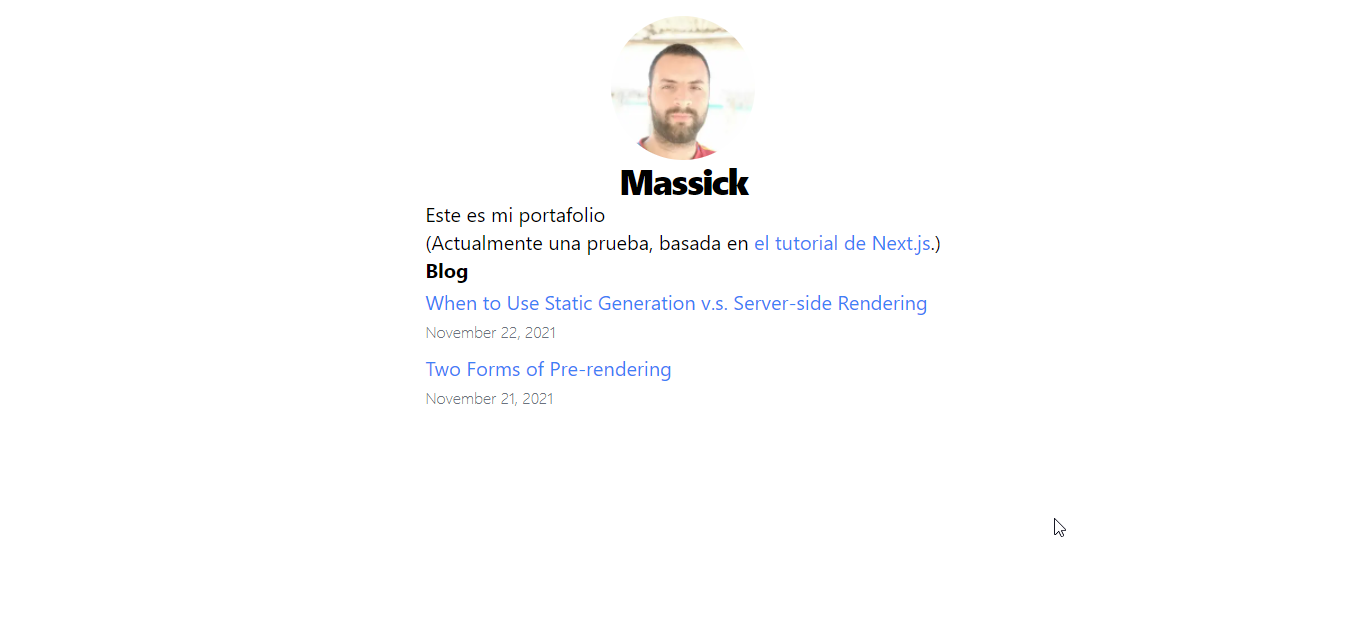 Massick
Este es mi portafolio
(Actualmente una prueba, basada en el tutorial de Next.js.)
Blog
When to Use Static Generation v.s. Server-side Rendering
November 22, 2021
Two Forms of Pre-rendering
November 21, 2021